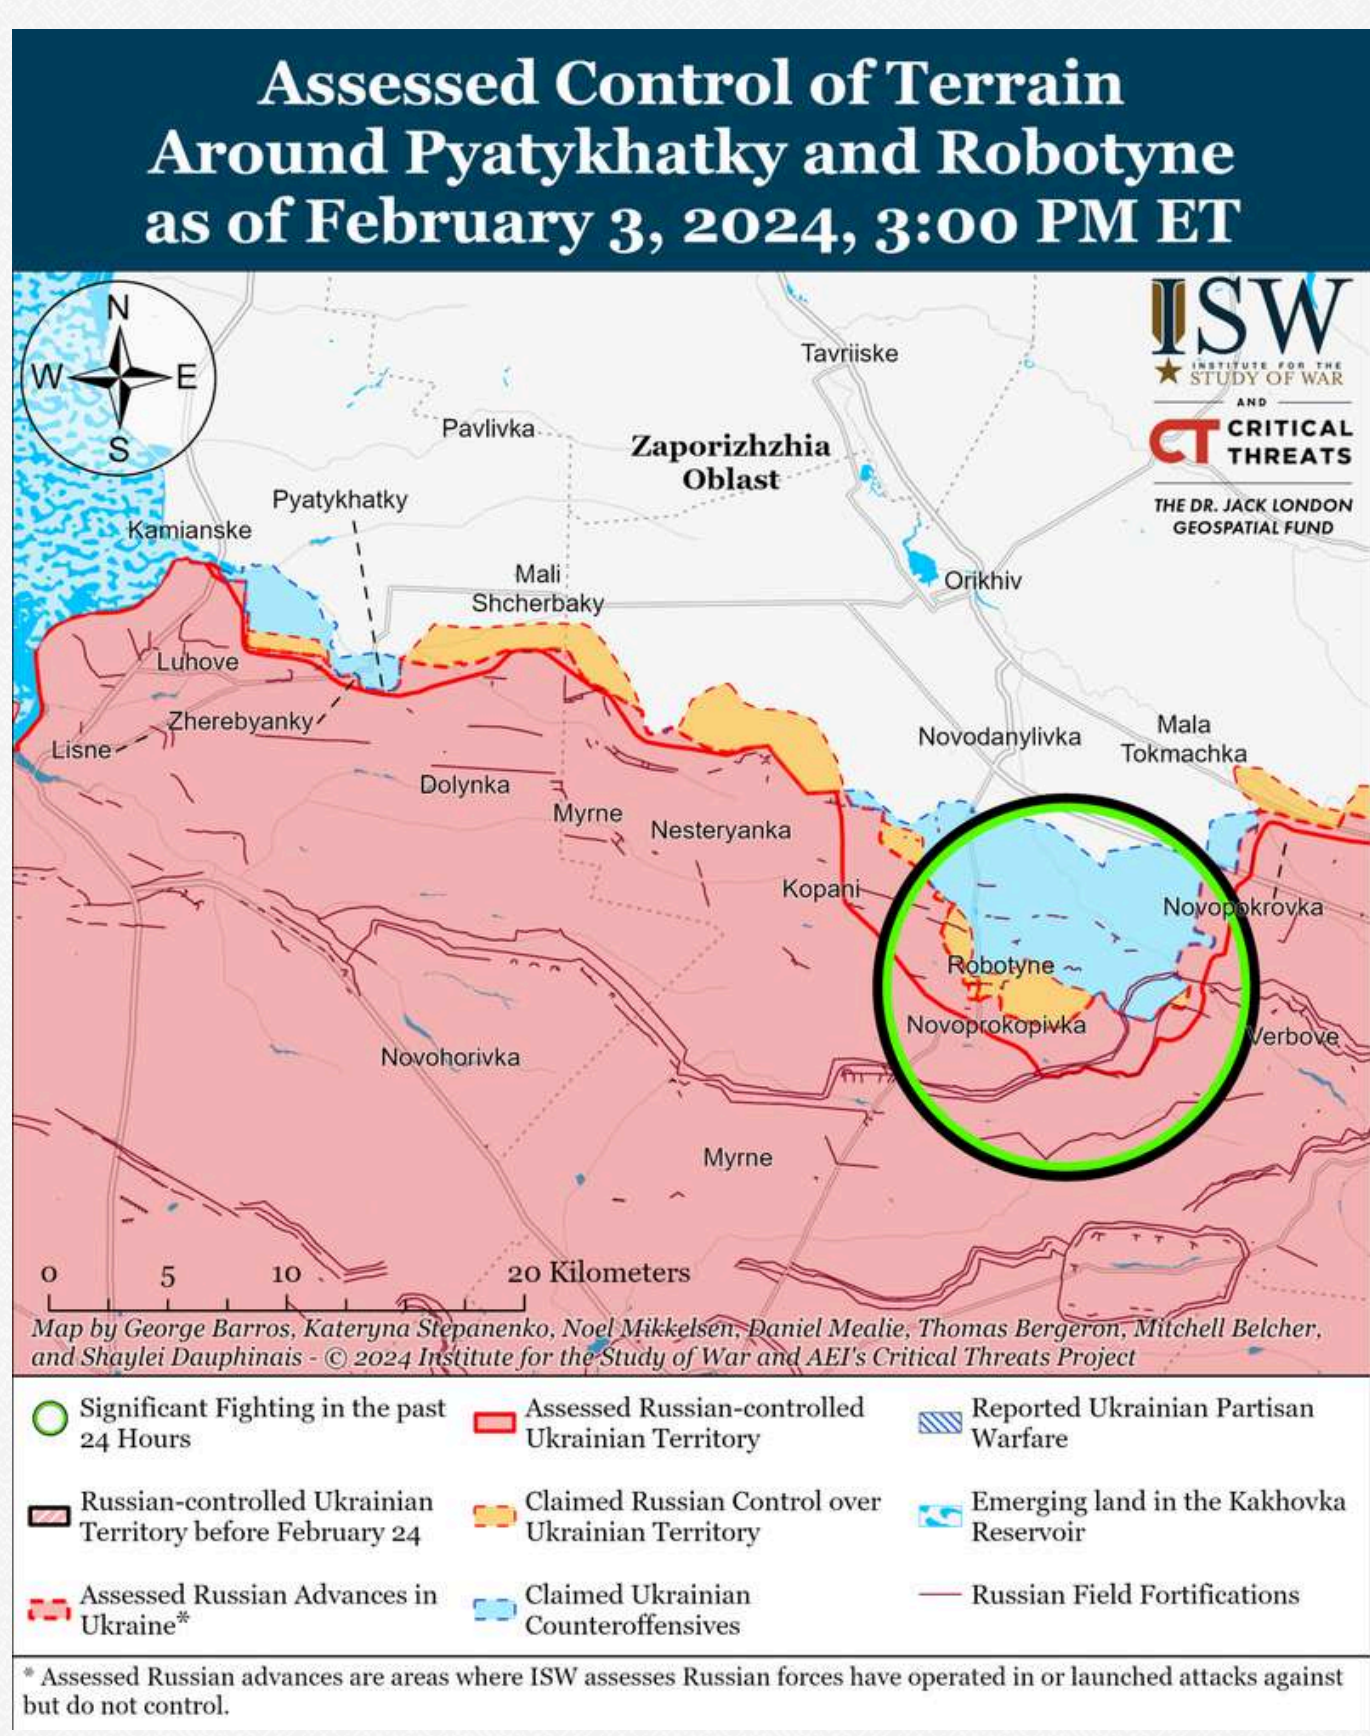 Assessed Control of Terrain
Around Pyatykhatky and Robotyne
as of February 3, 2024, 3:00 PM ET
N
W
E
S
ISW
INSTITUTE FOR THE
STUDY OF WAR
AND
CT CRITICAL
THREATS
THE DR. JACK LONDON
GEOSPATIAL FUND
Tavriiske
Pavlivka
Zaporizhzhia
Oblast
Pyatykhatky
Kamianske
Mali
Shcherbaky
Orikhiv
Luhove
Zherebyanky
Lisne
Novodanylivka
Mala
Tokmachka
Dolynka
Myrne
Nesteryanka
Kopani
Novopokrovka
Robotyne
Novoprokopivka
Verbove
Novohorivka
Myrne
0 5 10 20 Kilometers
Map by George Barros, Kateryna Stepanenko, Noel Mikkelsen, Daniel Mealie, Thomas Bergeron, Mitchell Belcher,
and Shaylei Dauphinais - © 2024 Institute for the Study of War and AEI's Critical Threats Project
Significant Fighting in the past
24 Hours
Russian-controlled Ukrainian
Territory before February 24
Assessed Russian Advances in
Ukraine*
Assessed Russian-controlled
Ukrainian Territory
Claimed Russian Control over
Ukrainian Territory
Claimed Ukrainian
Counteroffensives
Reported Ukrainian Partisan
Warfare
Emerging land in the Kakhovka
Reservoir
Russian Field Fortifications
* Assessed Russian advances are areas where ISW assesses Russian forces have operated in or launched attacks against
but do not control.